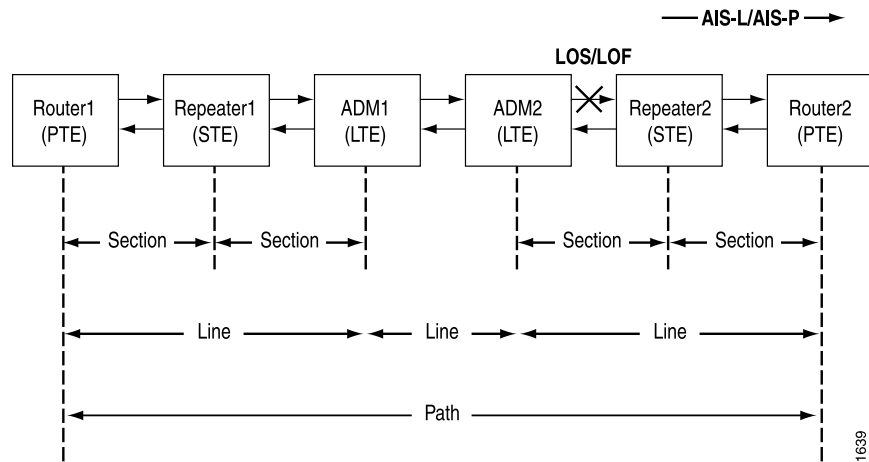 AIS-L/AIS-P
LOS/LOF
Router1
(PTE)
Repeater1
(STE)
ADM1
(LTE)
ADM2
(LTE)
Repeater2
(STE)
Router2
(PTE)
Section
Section
Section
Section
Line
Line
Line
Path
1639